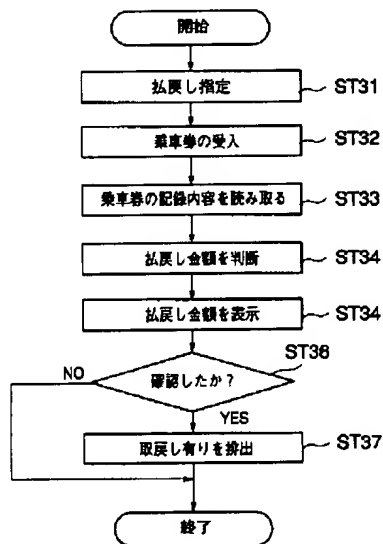 開始
払戻し指定 ST31
乗車券の受入 ST32
乗車券の記録内容を読み取る ST33
払戻し金額を判断 ST34
払戻し金額を表示 ST34
確認したか? ST36
NO
YES
取戻し有りを排出 ST37
終了